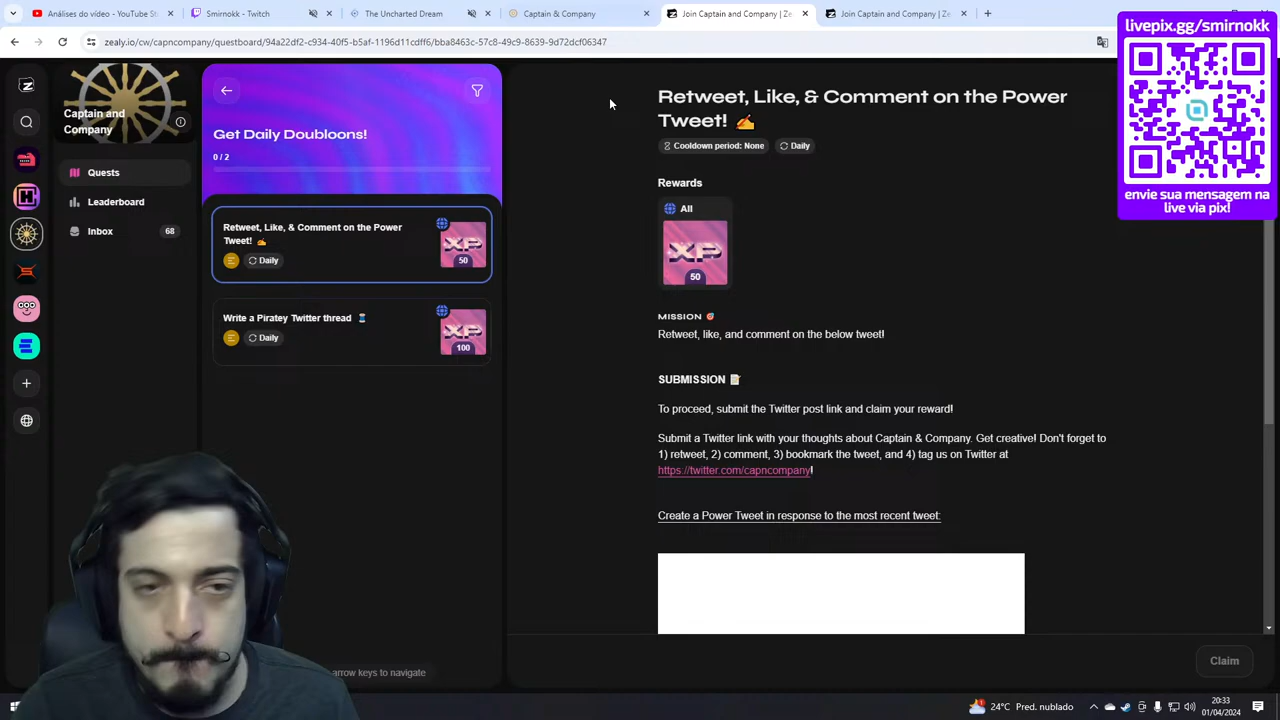 Análises do vídeo - YouTube St
Smirnokk - Twitch
The Uncharted Dream
Captain & Company
Join Captain and Company | Ze
Join Captain and Company | Ze
zealy.io/cw/capncompany/questboard/94a22df2-c934-40f5-b5af-1196d11cdff6/bba8463c-57c8-49c9-8639-9d72dcf06347
livepix.gg/smirnokk
envie sua mensagem na
live via pix!
Captain and
Company
Quests
Leaderboard
Inbox
68
Get Daily Doubloons!
0 / 2
Retweet, Like, & Comment on the Power
Tweet! ✍️
Daily
XP
50
Write a Piratey Twitter thread 🧵
Daily
XP
100
arrow keys to navigate
Retweet, Like, & Comment on the Power
Tweet! ✍️
Cooldown period: None
Daily
Rewards
All
XP
50
MISSION 🎯
Retweet, like, and comment on the below tweet!
SUBMISSION 📝
To proceed, submit the Twitter post link and claim your reward!
Submit a Twitter link with your thoughts about Captain & Company. Get creative! Don't forget to
1) retweet, 2) comment, 3) bookmark the tweet, and 4) tag us on Twitter at
https://twitter.com/capncompany!
Create a Power Tweet in response to the most recent tweet:
Claim
24°C Pred. nublado
20:33
01/04/2024